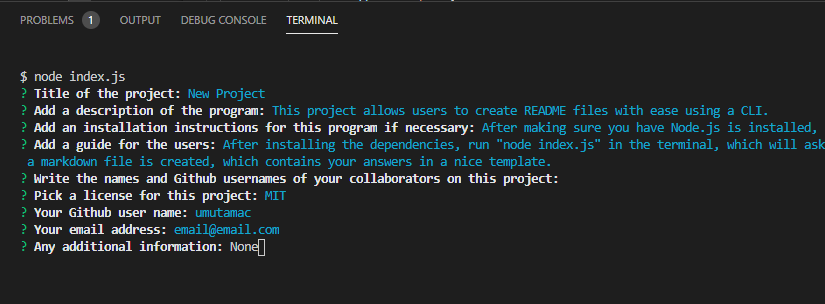 PROBLEMS 1 OUTPUT DEBUG CONSOLE TERMINAL
$ node index.js
? Title of the project: New Project
? Add a description of the program: This project allows users to create README files with ease using a CLI.
? Add an installation instructions for this program if necessary: After making sure you have Node.js is installed,
? Add a guide for the users: After installing the dependencies, run "node index.js" in the terminal, which will ask
a markdown file is created, which contains your answers in a nice template.
? Write the names and Github usernames of your collaborators on this project:
? Pick a license for this project: MIT
? Your Github user name: umutamac
? Your email address: email@email.com
? Any additional information: None